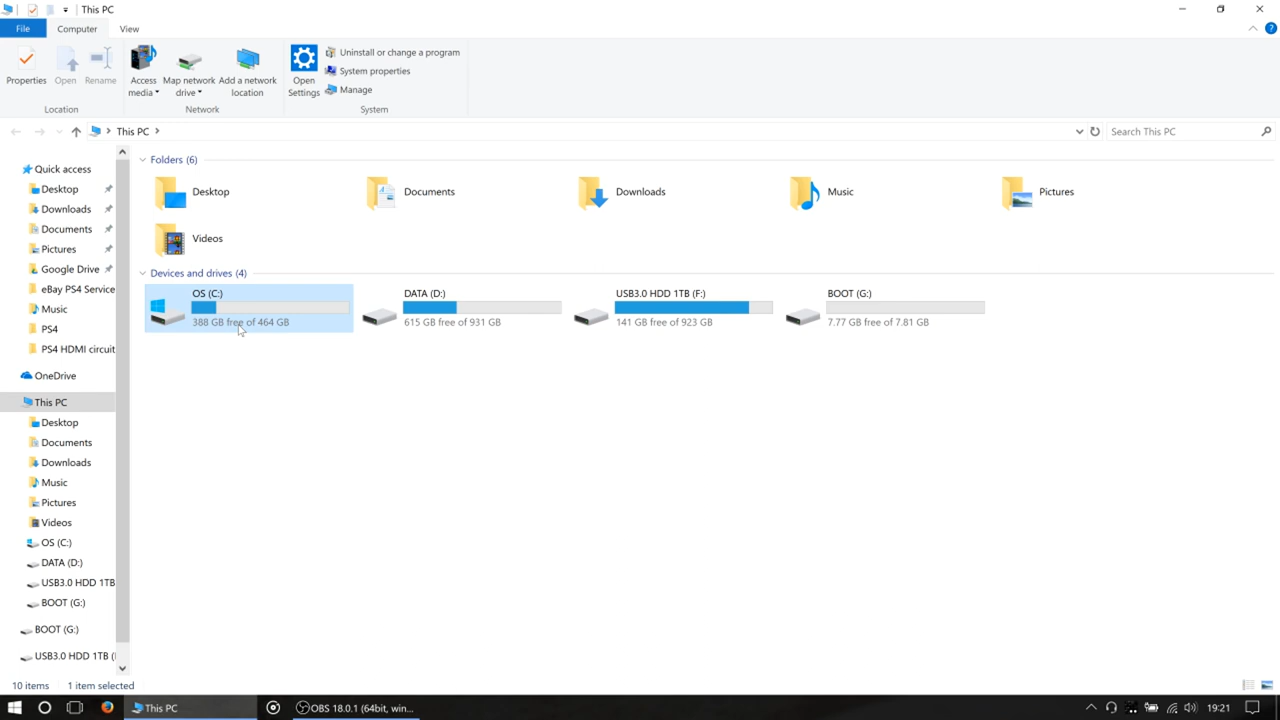 This PC
File Computer View
Properties Open Rename Access media Map network drive Add a network location Open Settings Uninstall or change a program
System properties
Manage
Location Network System
This PC Search This PC
Quick access
Desktop
Downloads
Documents
Pictures
Google Drive
eBay PS4 Service
Music
PS4
PS4 HDMI circuit
OneDrive
This PC
Desktop
Documents
Downloads
Music
Pictures
Videos
OS (C:)
DATA (D:)
USB3.0 HDD 1TB
BOOT (G:)
BOOT (G:)
USB3.0 HDD 1TB (
Folders (6)
Desktop Documents Downloads Music Pictures
Videos
Devices and drives (4)
OS (C:) DATA (D:) USB3.0 HDD 1TB (F:) BOOT (G:)
388 GB free of 464 GB 615 GB free of 931 GB 141 GB free of 923 GB 7.77 GB free of 7.81 GB
10 items 1 item selected
This PC OBS 18.0.1 (64bit, win... 19:21